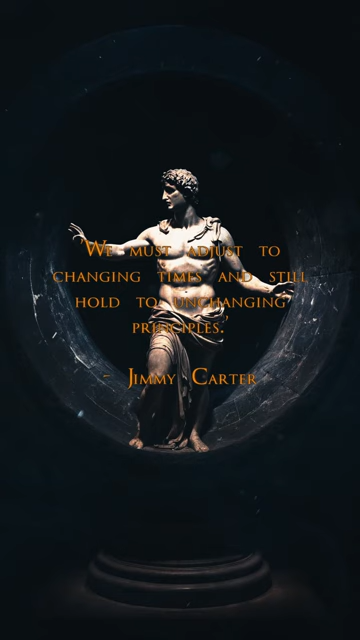 'We must adjust to
changing times and still
hold to unchanging
principles.'
- Jimmy Carter